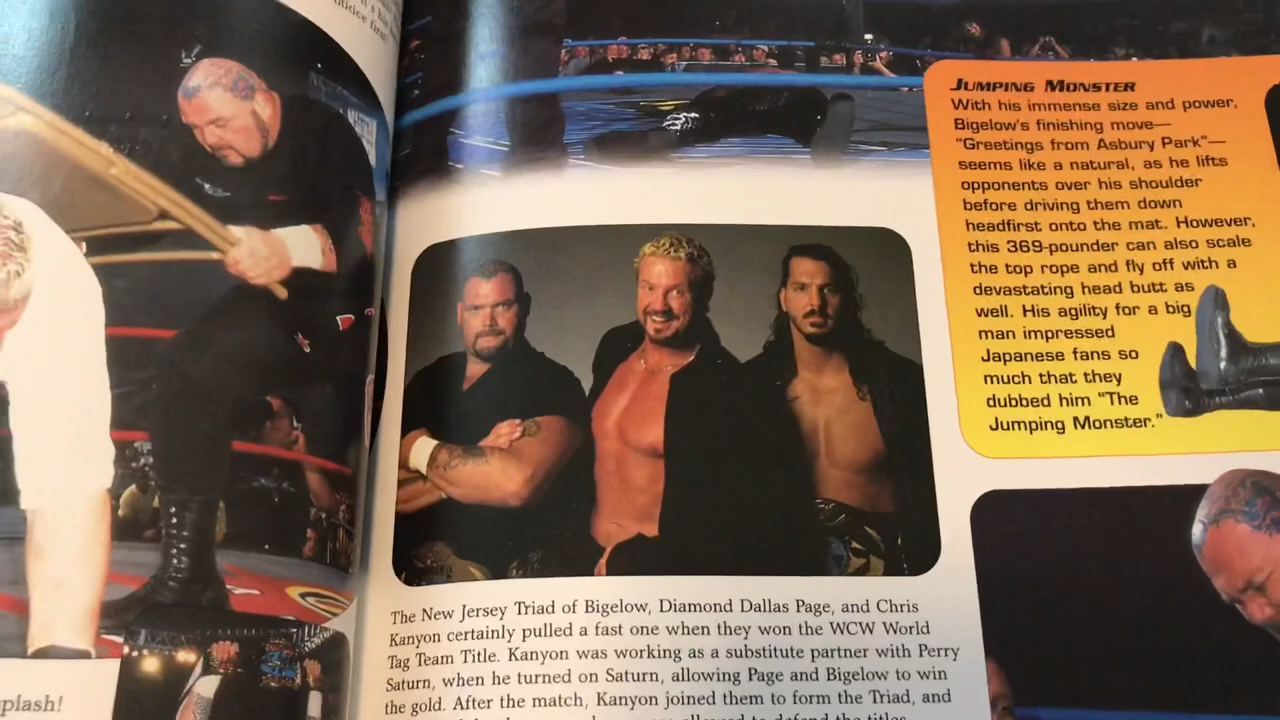 splash!
JUMPING MONSTER
With his immense size and power,
Bigelow's finishing move—
"Greetings from Asbury Park"—
seems like a natural, as he lifts
opponents over his shoulder
before driving them down
headfirst onto the mat. However,
this 369-pounder can also scale
the top rope and fly off with a
devastating head butt as
well. His agility for a big
man impressed
Japanese fans so
much that they
dubbed him "The
Jumping Monster."
The New Jersey Triad of Bigelow, Diamond Dallas Page, and Chris
Kanyon certainly pulled a fast one when they won the WCW World
Tag Team Title. Kanyon was working as a substitute partner with Perry
Saturn, when he turned on Saturn, allowing Page and Bigelow to win
the gold. After the match, Kanyon joined them to form the Triad, and
allowed to defend the titles